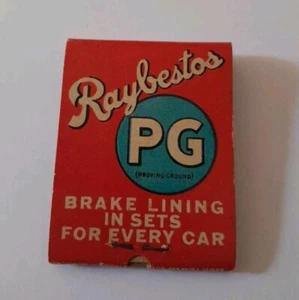 Raybestos
PG
(PROVING GROUND)
BRAKE LINING
IN SETS
FOR EVERY CAR